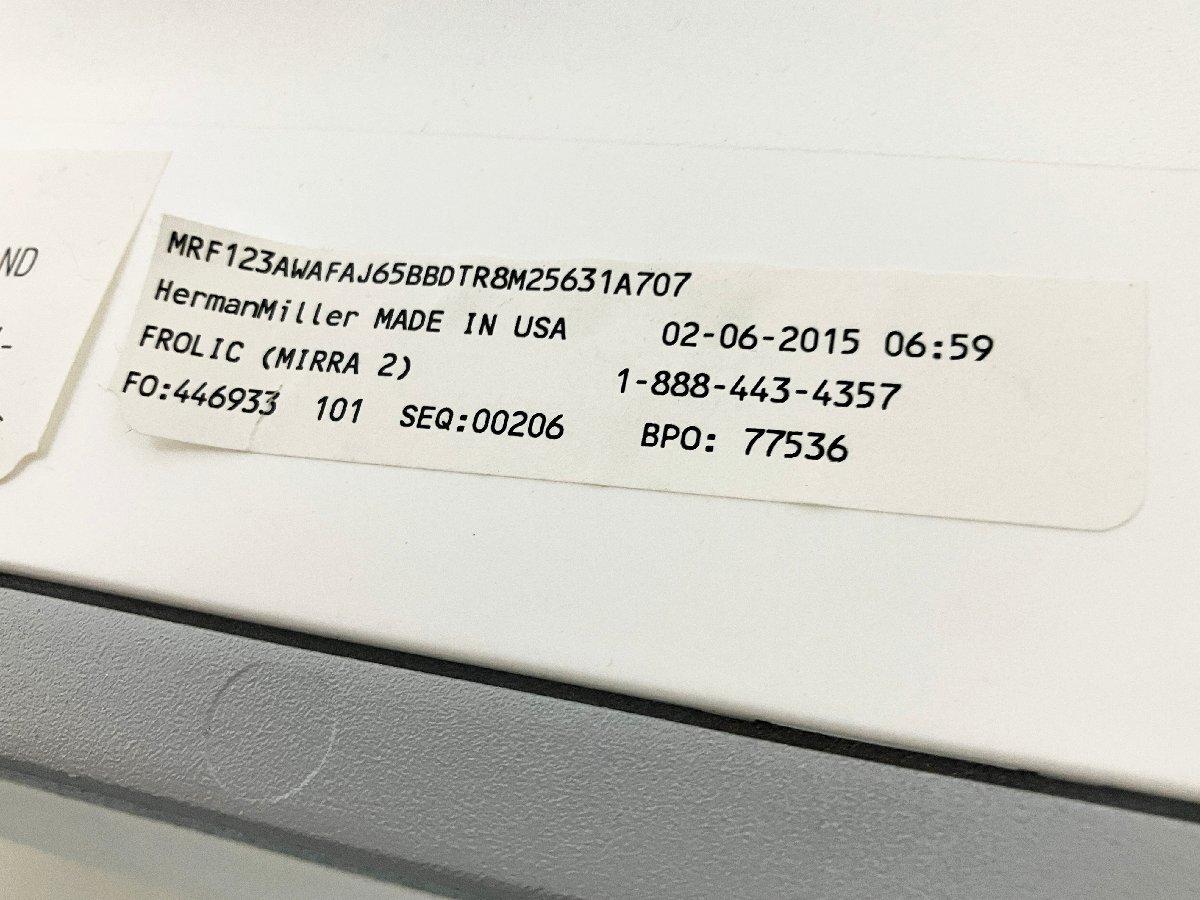 MRF123AWAFAJ65BBDTR8M25631A707
HermanMiller MADE IN USA 02-06-2015 06:59
FROLIC (MIRRA 2) 1-888-443-4357
FO:446933 101 SEQ:00206 BPO: 77536
ND